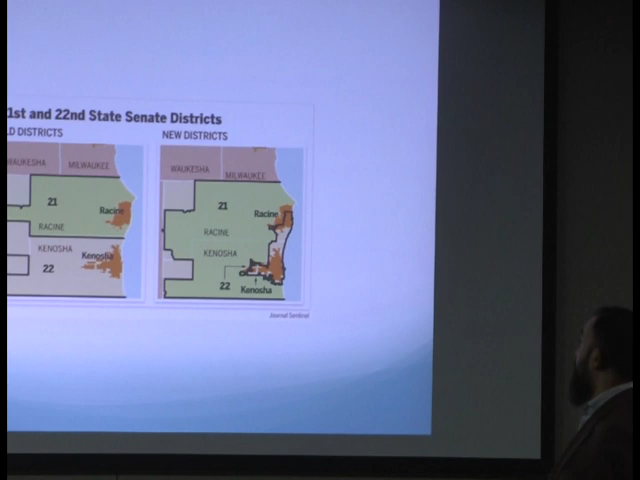 1st and 22nd State Senate Districts
LD DISTRICTS
NEW DISTRICTS
WAUKESHA
MILWAUKEE
21
Racine
RACINE
KENOSHA
Kenosha
22
WAUKESHA
MILWAUKEE
21
Racine
RACINE
KENOSHA
22
Kenosha
Journal Sentinel